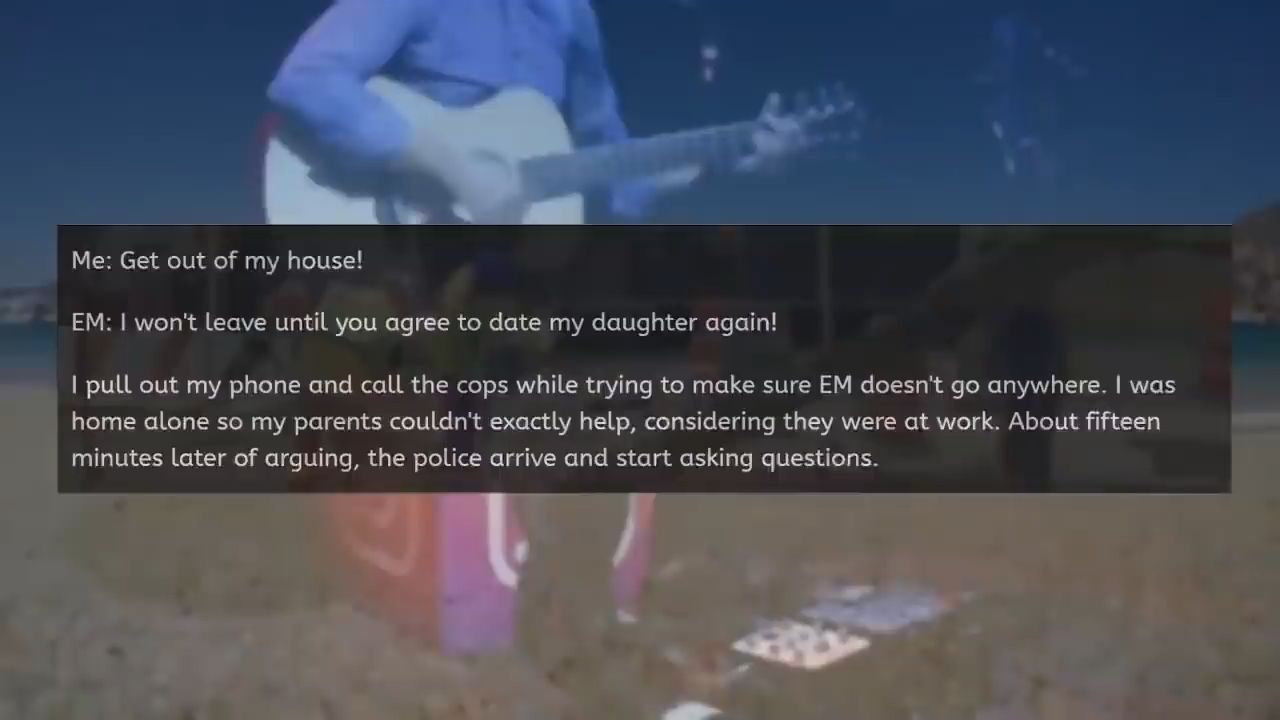 Me: Get out of my house!
EM: I won't leave until you agree to date my daughter again!
I pull out my phone and call the cops while trying to make sure EM doesn't go anywhere. I was
home alone so my parents couldn't exactly help, considering they were at work. About fifteen
minutes later of arguing, the police arrive and start asking questions.